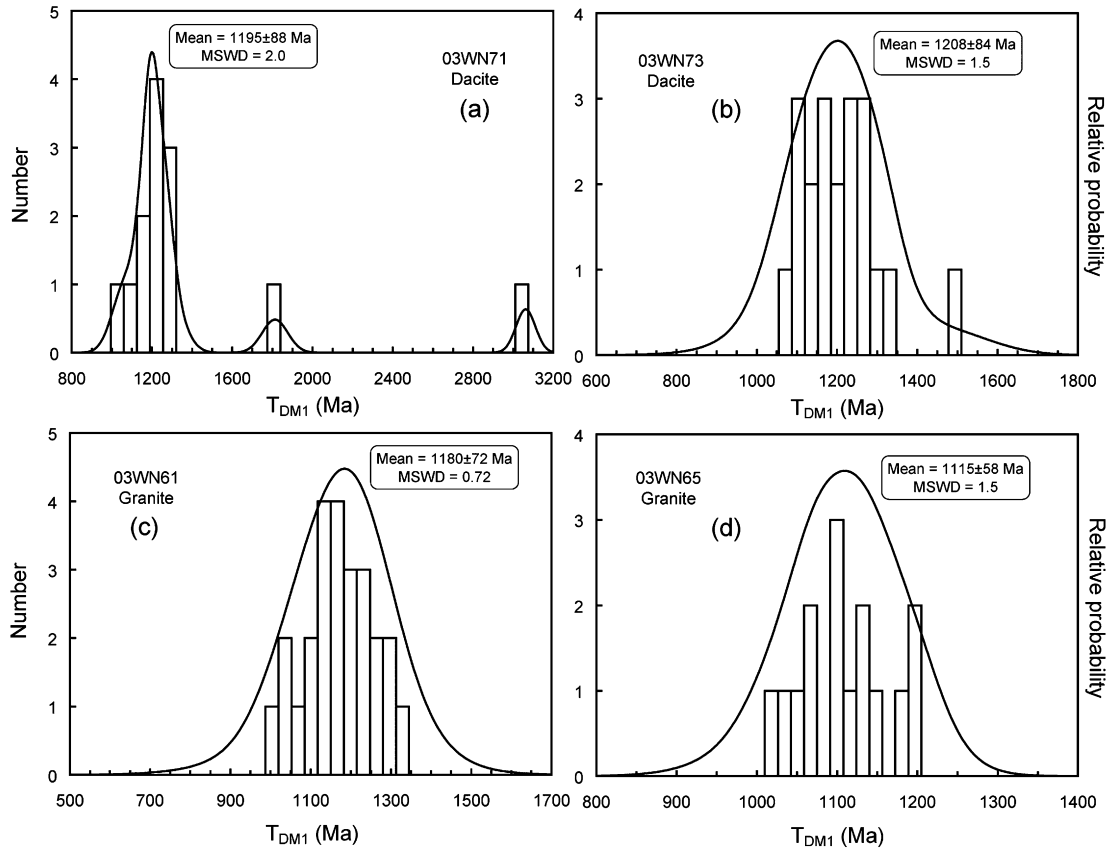 5
4
3
2
1
0
Number
Mean = 1195±88 Ma
MSWD = 2.0
03WN71
Dacite
(a)
800 1200 1600 2000 2400 2800 3200
T_DM1 (Ma)
4
3
2
1
0
03WN73
Dacite
(b)
Mean = 1208±84 Ma
MSWD = 1.5
Relative probability
600 800 1000 1200 1400 1600 1800
T_DM1 (Ma)
5
4
3
2
1
0
Number
03WN61
Granite
(c)
Mean = 1180±72 Ma
MSWD = 0.72
500 700 900 1100 1300 1500 1700
T_DM1 (Ma)
4
3
2
1
0
03WN65
Granite
(d)
Mean = 1115±58 Ma
MSWD = 1.5
Relative probability
800 900 1000 1100 1200 1300 1400
T_DM1 (Ma)